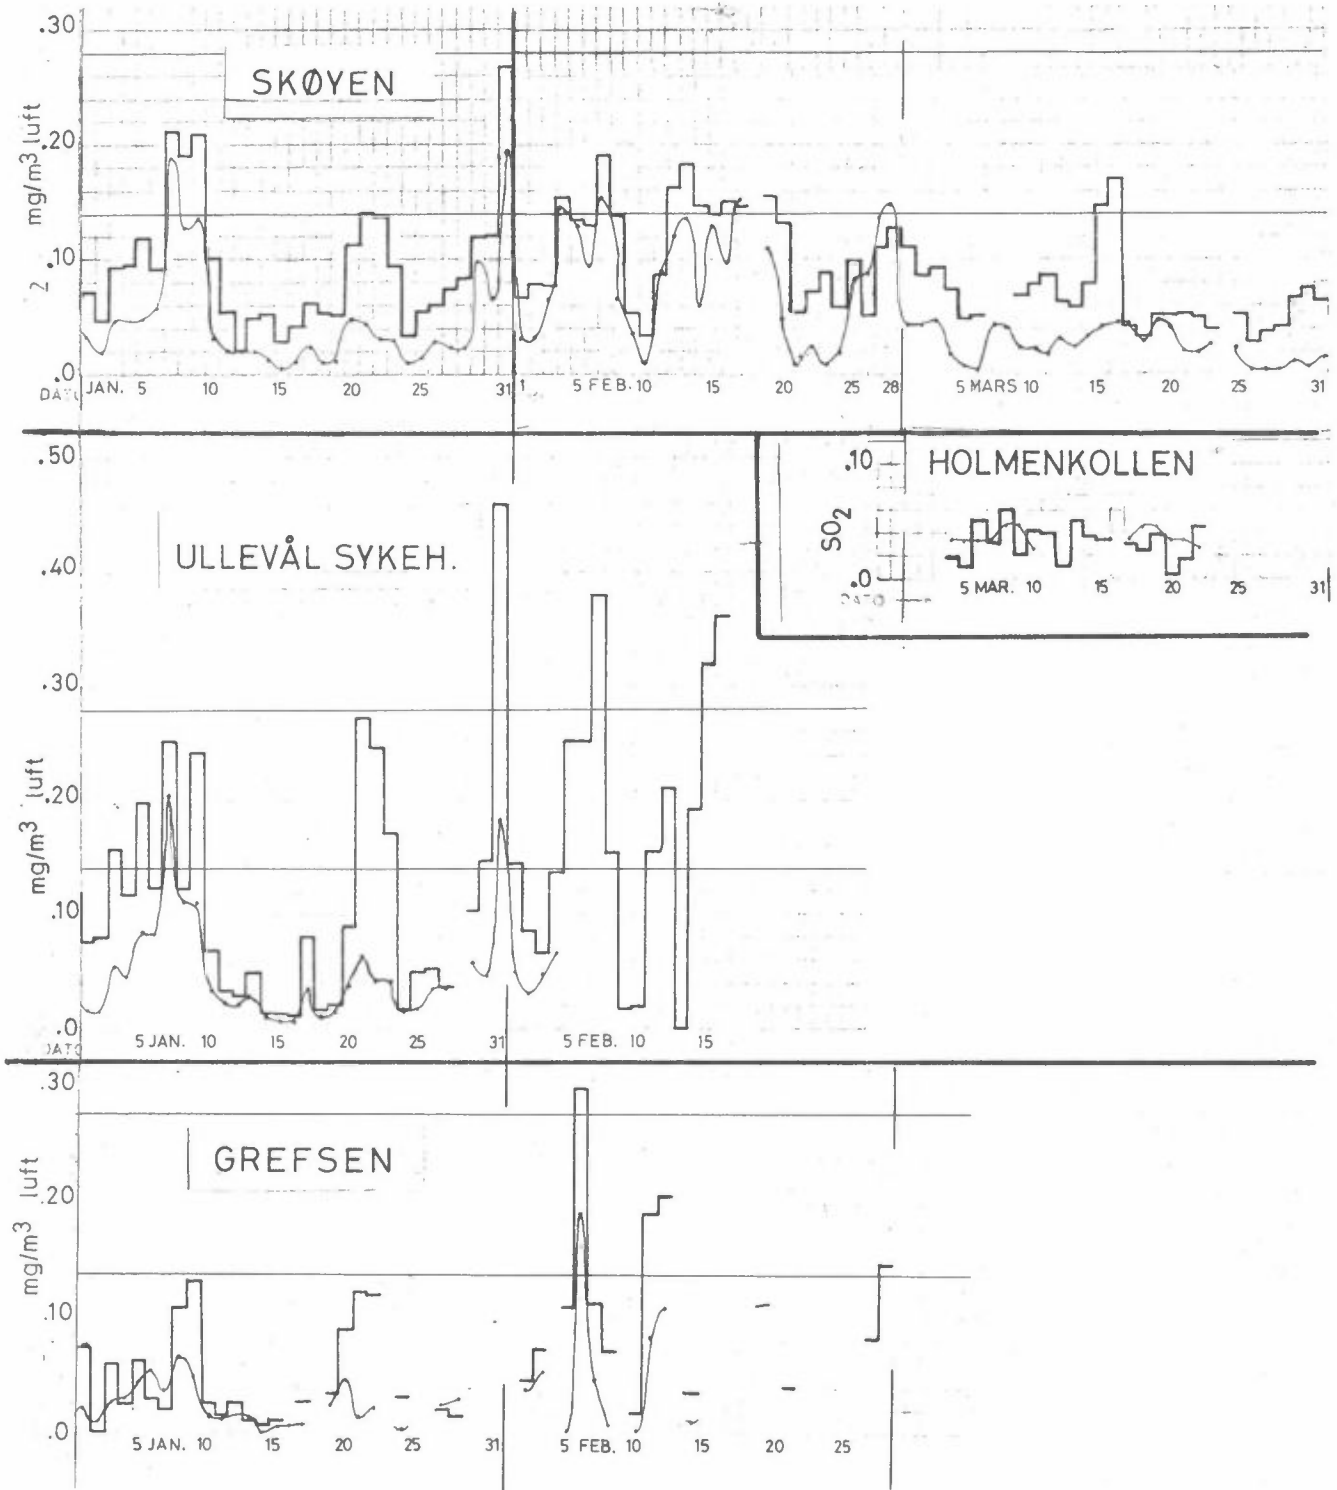 .30
SKØYEN
.20
mg/m3 luft
.10
.0
JAN. 5 10 15 20 25 31 1. 5 FEB. 10 15 20 25 28 5 MARS 10 15 20 25 31
.50
.10 HOLMENKOLLEN
SO2
.0
5 MAR. 10 15 20 25 31
DATO
ULLEVÅL SYKEH.
.40
.30
mg/m3 luft
.20
.10
.0
DATO
5 JAN. 10 15 20 25 31 5 FEB. 10 15
.30
GREFSEN
mg/m3 luft
.20
.10
.0
5 JAN. 10 15 20 25 31 5 FEB. 10 15 20 25